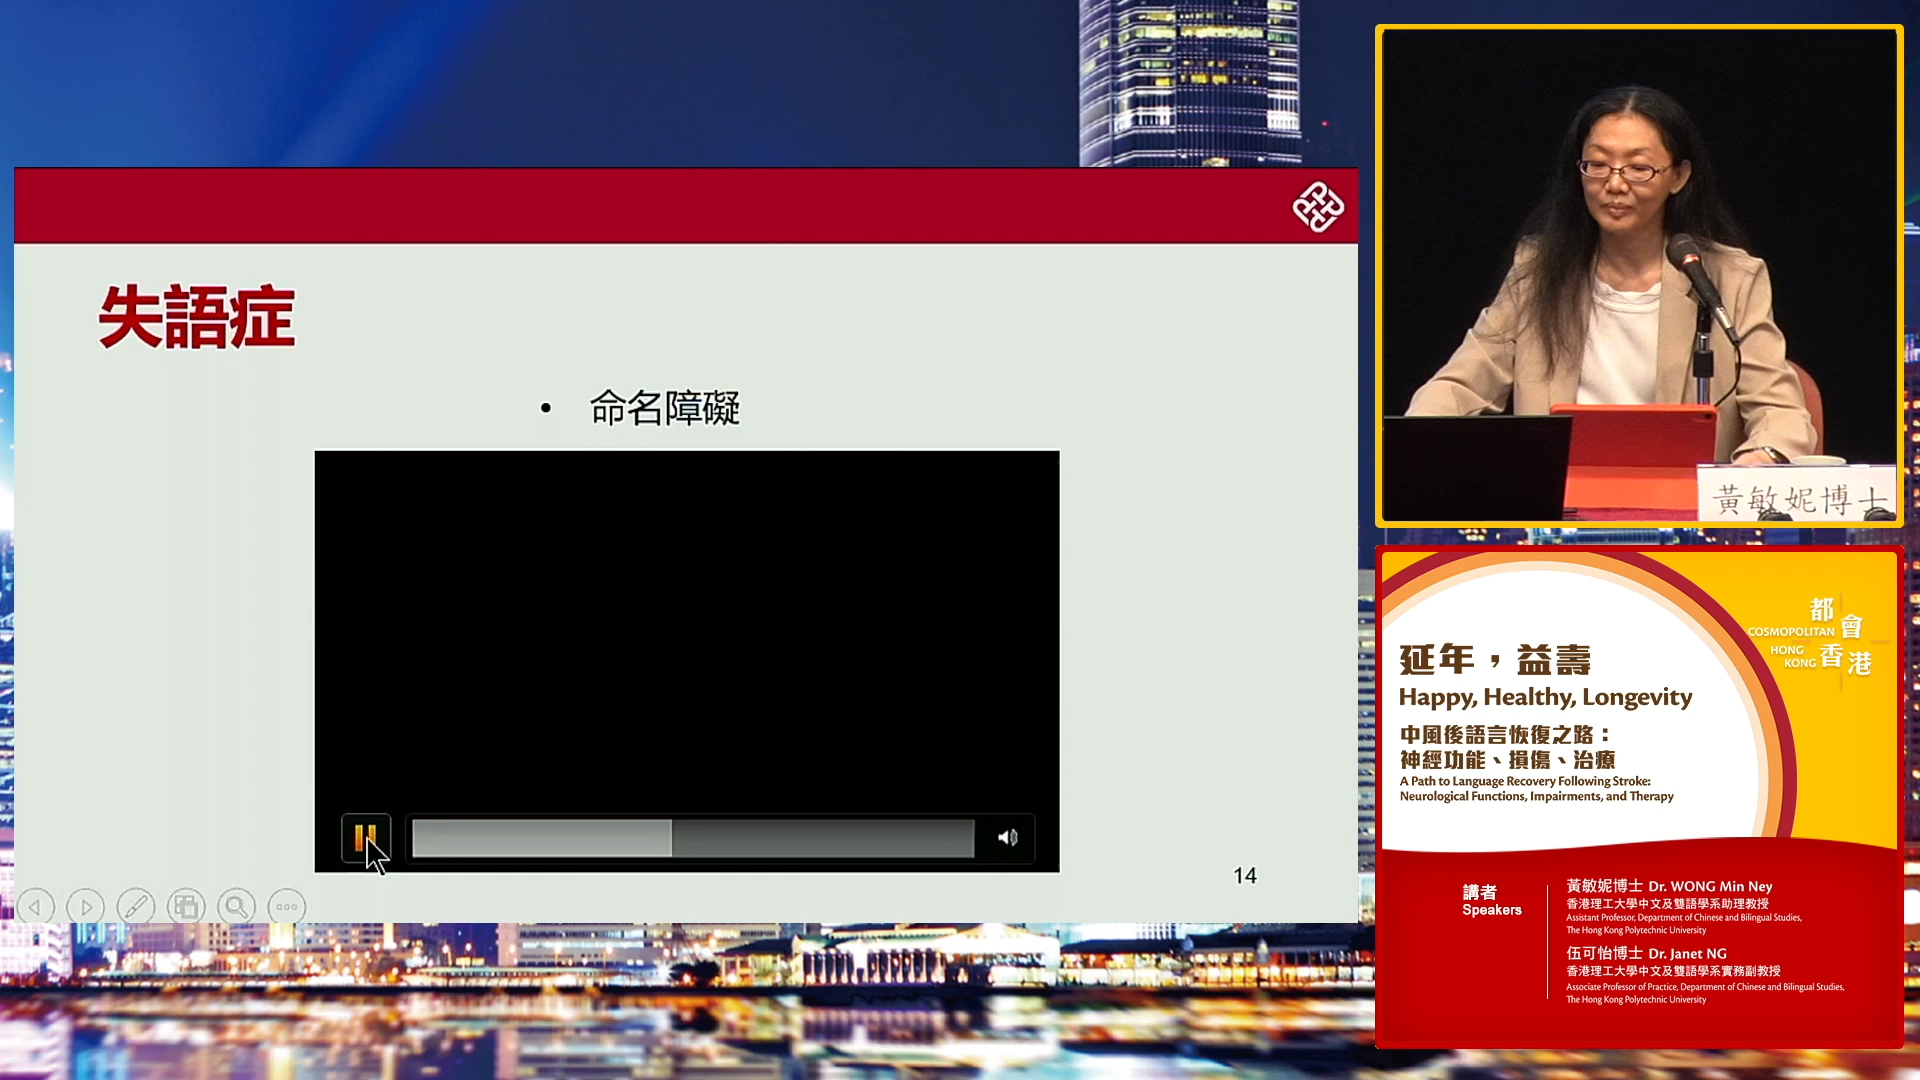 失語症
• 命名障礙
14
黃敏妮博士
都會香港
COSMOPOLITAN
HONG
KONG
延年，益壽
Happy, Healthy, Longevity
中風後語言恢復之路：
神經功能、損傷、治療
A Path to Language Recovery Following Stroke:
Neurological Functions, Impairments, and Therapy
講者
Speakers
黃敏妮博士 Dr. WONG Min Ney
香港理工大學中文及雙語學系助理教授
Assistant Professor, Department of Chinese and Bilingual Studies,
The Hong Kong Polytechnic University
伍可怡博士 Dr. Janet NG
香港理工大學中文及雙語學系實務副教授
Associate Professor of Practice, Department of Chinese and Bilingual Studies,
The Hong Kong Polytechnic University